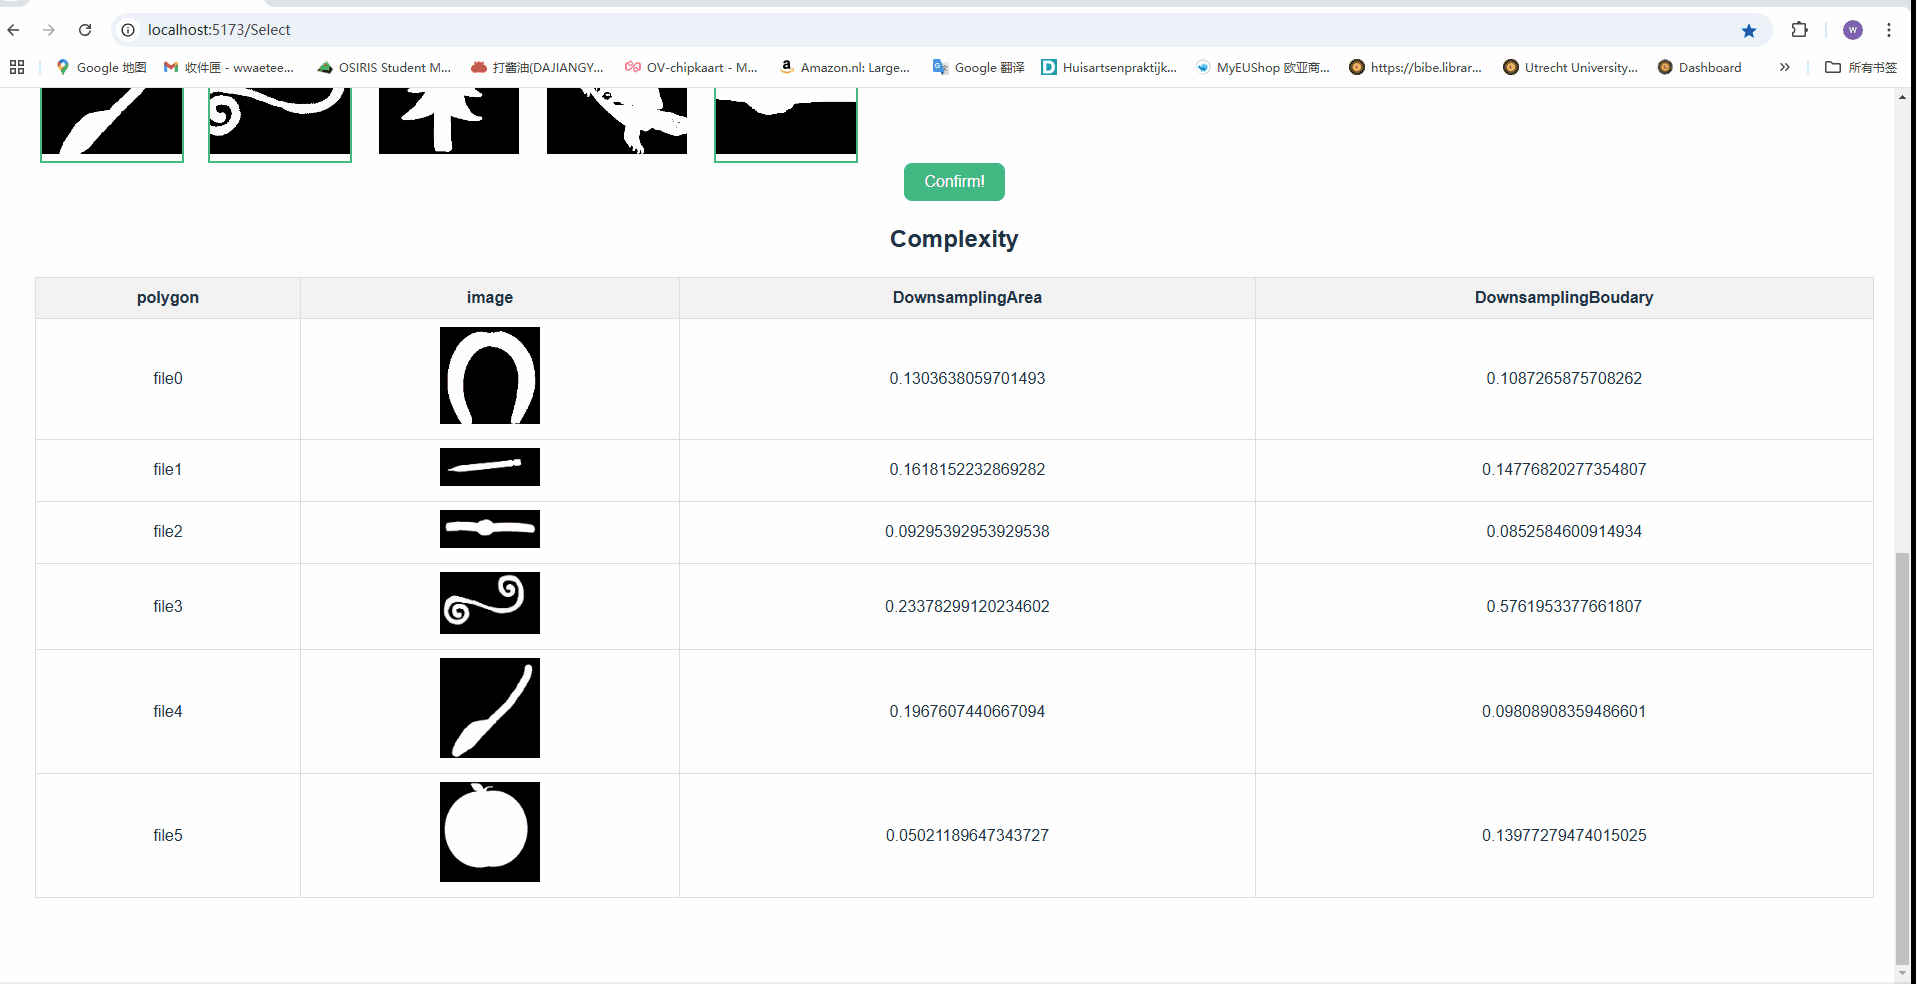 localhost:5173/Select
W
Google 地图 收件匣 - wwaetee... OSIRIS Student M... 打酱油(DAJIANGY... OV-chipkaart - M... Amazon.nl: Large... Google 翻译 Huisartsenpraktijk... MyEUShop 欧亚商... https://bibe.librar... Utrecht University... Dashboard » 所有书签
Confirm!
Complexity
polygon image DownsamplingArea DownsamplingBoudary
file0 0.1303638059701493 0.1087265875708262
file1 0.1618152232869282 0.14776820277354807
file2 0.09295392953929538 0.0852584600914934
file3 0.23378299120234602 0.5761953377661807
file4 0.1967607440667094 0.09808908359486601
file5 0.05021189647343727 0.13977279474015025